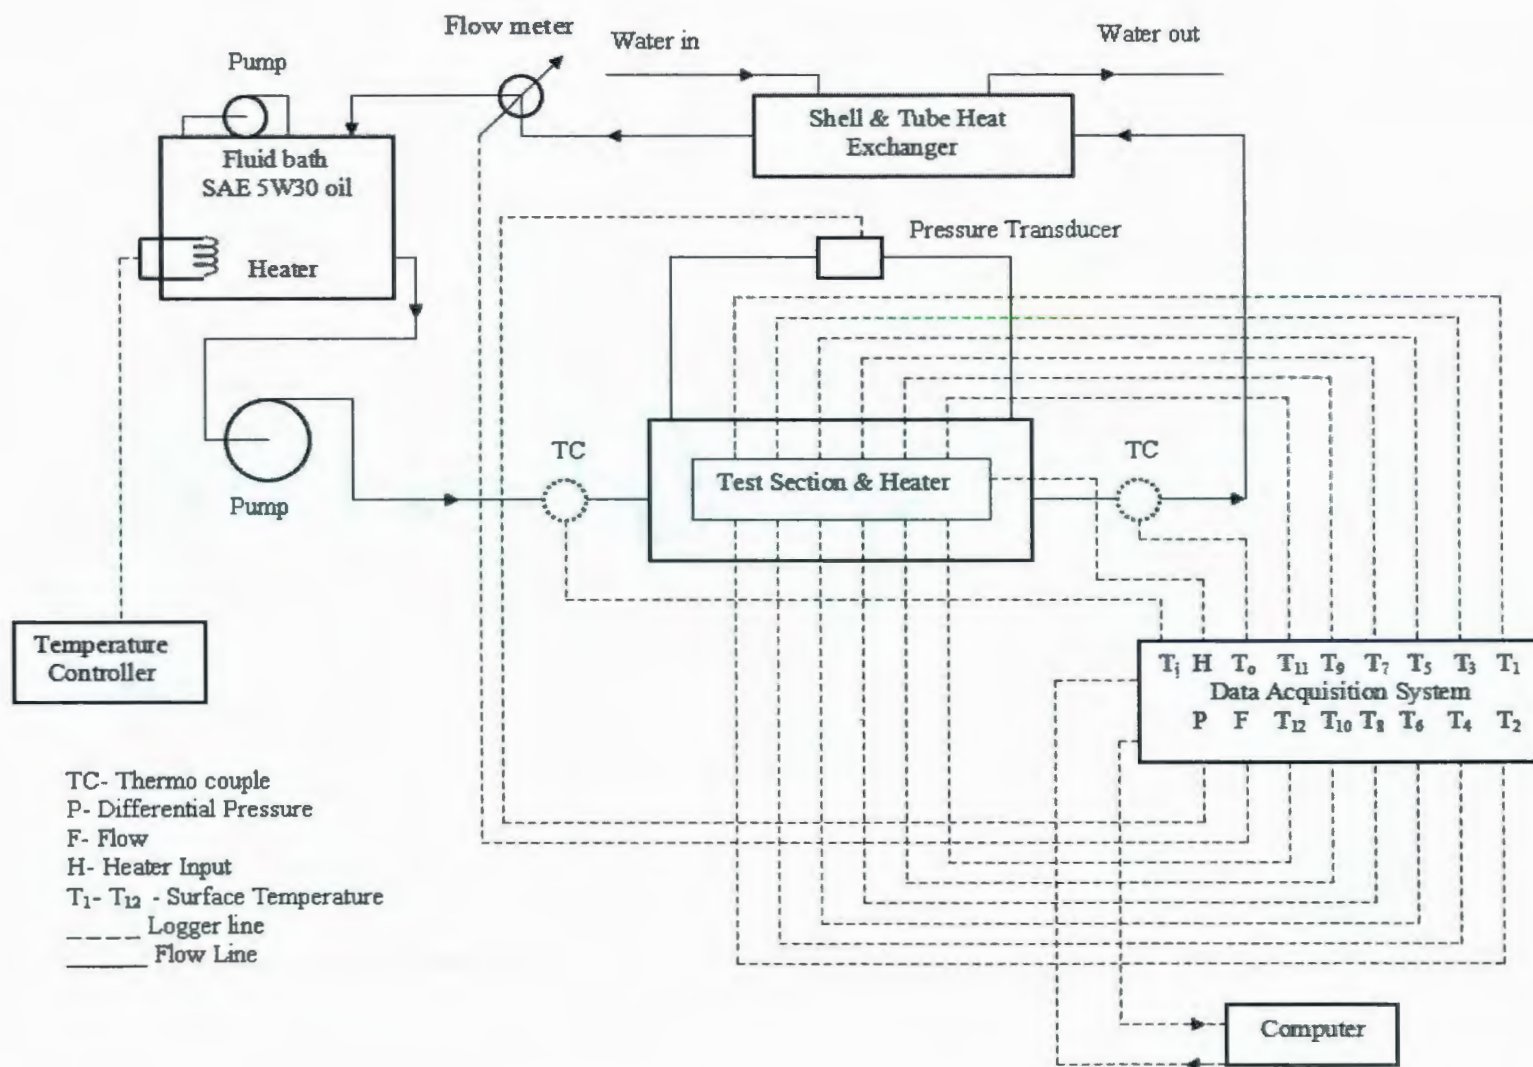 Flow meter
Water in
Water out
Pump
Shell & Tube Heat
Exchanger
Fluid bath
SAE 5W30 oil
Heater
Pressure Transducer
TC
TC
Test Section & Heater
Pump
Temperature
Controller
Tᵢ H Tₒ T₁₁ T₉ T₇ T₅ T₃ T₁
Data Acquisition System
P F T₁₂ T₁₀ T₈ T₆ T₄ T₂
TC- Thermo couple
P- Differential Pressure
F- Flow
H- Heater Input
T₁- T₁₂ - Surface Temperature
Logger line
Flow Line
Computer